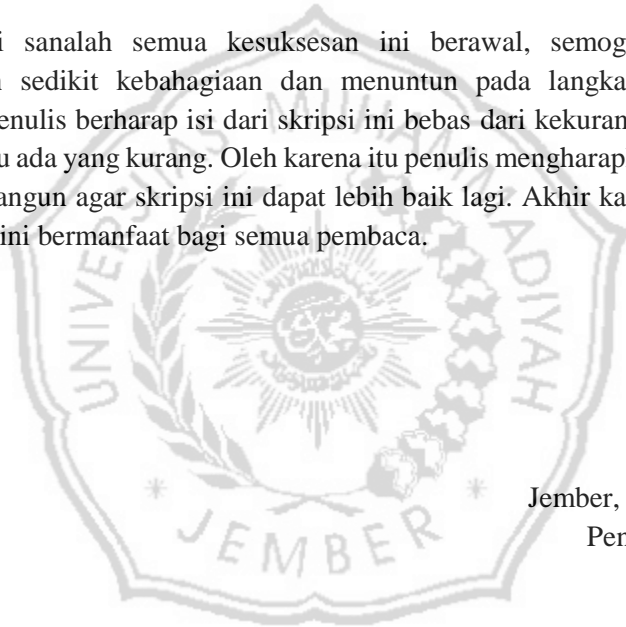 i sanalah semua kesuksesan ini berawal, semog
sedikit kebahagiaan dan menuntun pada langka
enulis berharap isi dari skripsi ini bebas dari kekuran
u ada yang kurang. Oleh karena itu penulis mengharap
angun agar skripsi ini dapat lebih baik lagi. Akhir ka
ini bermanfaat bagi semua pembaca.
UNIVERSITAS MUHAMMADIYAH
Jember,
Pen
JEMBER